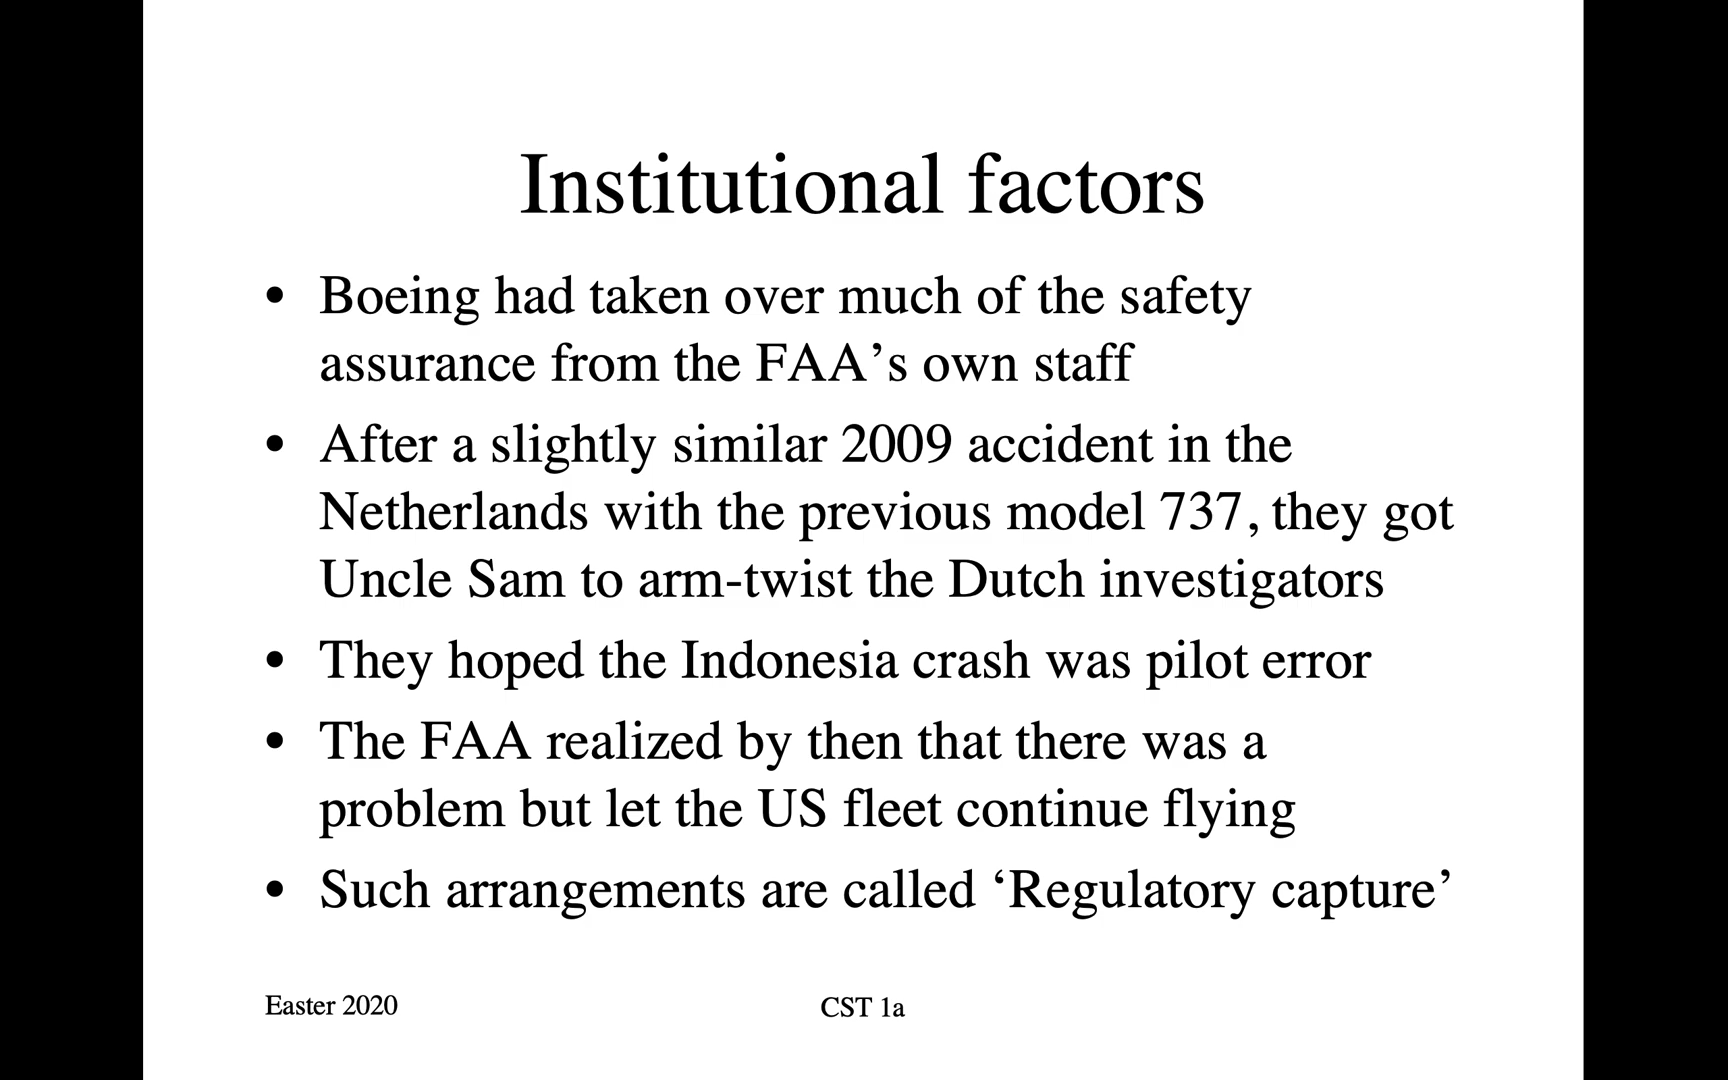 Institutional factors
• Boeing had taken over much of the safety
assurance from the FAA’s own staff
• After a slightly similar 2009 accident in the
Netherlands with the previous model 737, they got
Uncle Sam to arm-twist the Dutch investigators
• They hoped the Indonesia crash was pilot error
• The FAA realized by then that there was a
problem but let the US fleet continue flying
• Such arrangements are called ‘Regulatory capture’
Easter 2020
CST 1a